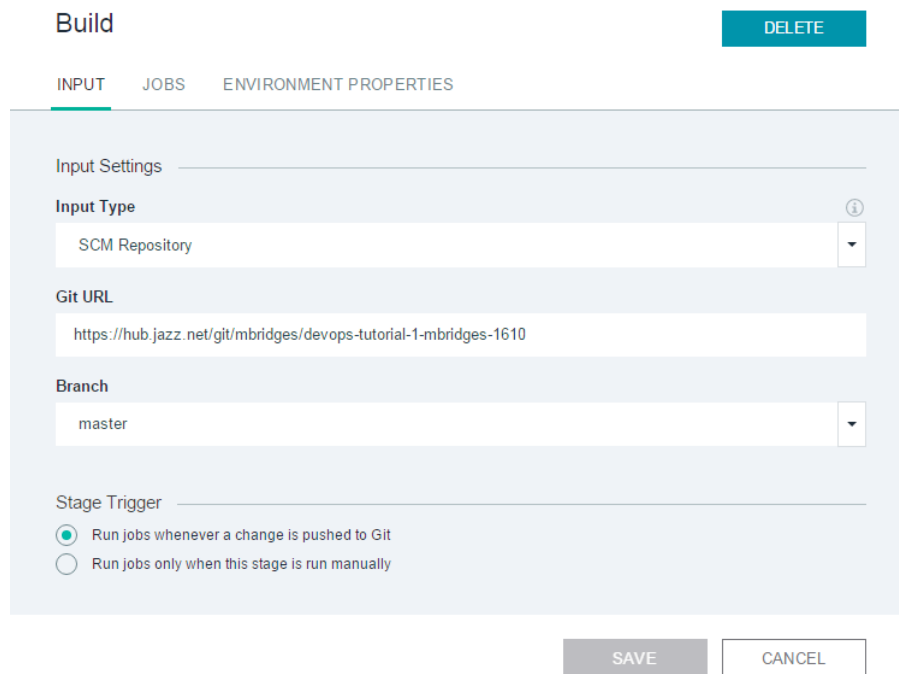 Build
DELETE
INPUT JOBS ENVIRONMENT PROPERTIES
Input Settings
Input Type
SCM Repository
Git URL
https://hub.jazz.net/git/mbridges/devops-tutorial-1-mbridges-1610
Branch
master
Stage Trigger
Run jobs whenever a change is pushed to Git
Run jobs only when this stage is run manually
SAVE CANCEL